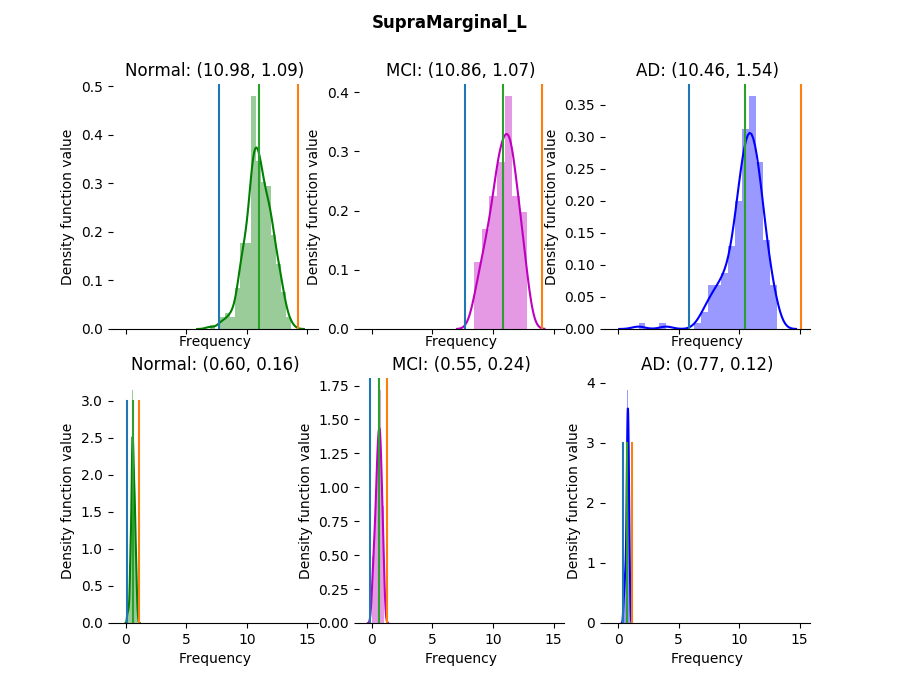 SupraMarginal_L
Normal: (10.98, 1.09)
MCI: (10.86, 1.07)
AD: (10.46, 1.54)
Density function value
0.5
0.4
0.3
0.2
0.1
0.0
Frequency
Density function value
0.4
0.3
0.2
0.1
0.0
Frequency
Density function value
0.35
0.30
0.25
0.20
0.15
0.10
0.05
0.00
Frequency
Normal: (0.60, 0.16)
MCI: (0.55, 0.24)
AD: (0.77, 0.12)
Density function value
3.0
2.5
2.0
1.5
1.0
0.5
0.0
0 5 10 15
Frequency
Density function value
1.75
1.50
1.25
1.00
0.75
0.50
0.25
0.00
0 5 10 15
Frequency
Density function value
4
3
2
1
0
0 5 10 15
Frequency